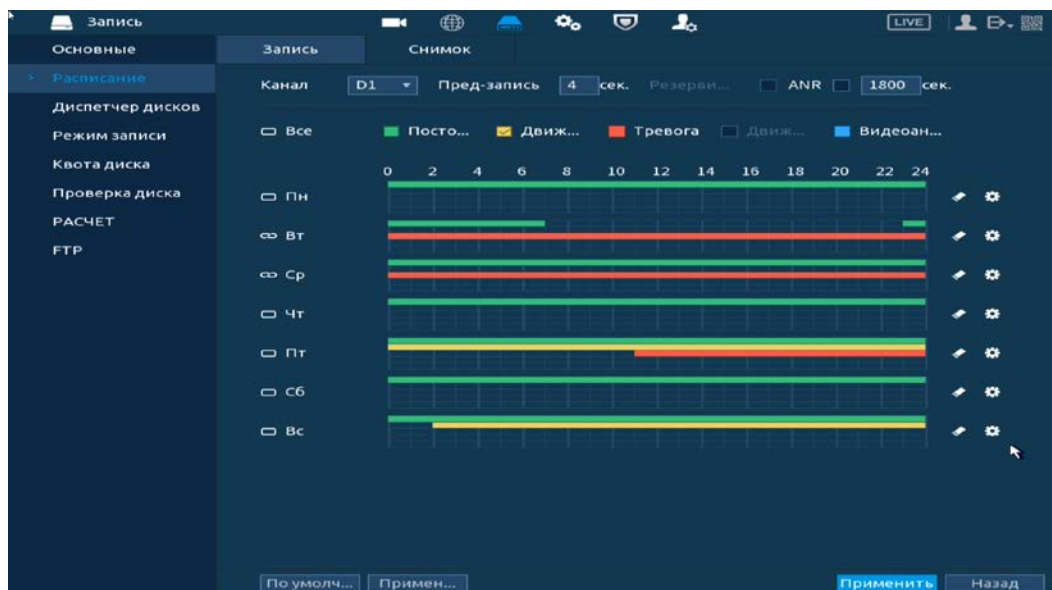 Запись LIVE
Основные
Расписание
Диспетчер дисков
Режим записи
Квота диска
Проверка диска
РАСЧЕТ
FTP
Запись Снимок
Канал D1 Пред-запись 4 сек. Резерви... ANR 1800 сек.
Все Посто... Движ... Тревога Движ... Видеоан...
0 2 4 6 8 10 12 14 16 18 20 22 24
Пн
Вт
Ср
Чт
Пт
Сб
Вс
По умолч... Примен... Применить Назад